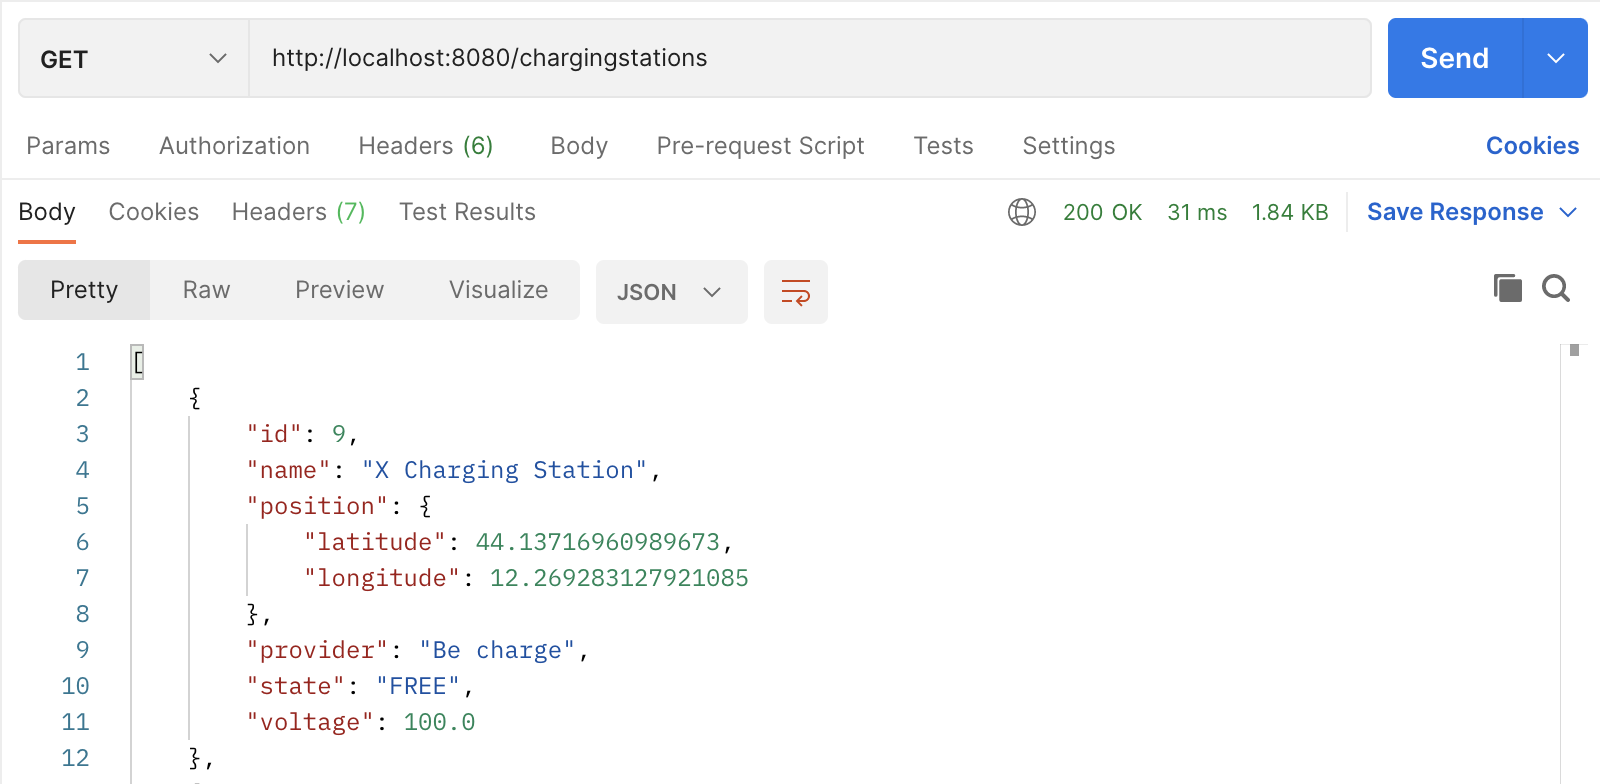 GET http://localhost:8080/chargingstations Send
Params Authorization Headers (6) Body Pre-request Script Tests Settings Cookies
Body Cookies Headers (7) Test Results 200 OK 31 ms 1.84 KB Save Response
Pretty Raw Preview Visualize JSON
1 [
2 {
3 "id": 9,
4 "name": "X Charging Station",
5 "position": {
6 "latitude": 44.13716960989673,
7 "longitude": 12.269283127921085
8 },
9 "provider": "Be charge",
10 "state": "FREE",
11 "voltage": 100.0
12 },